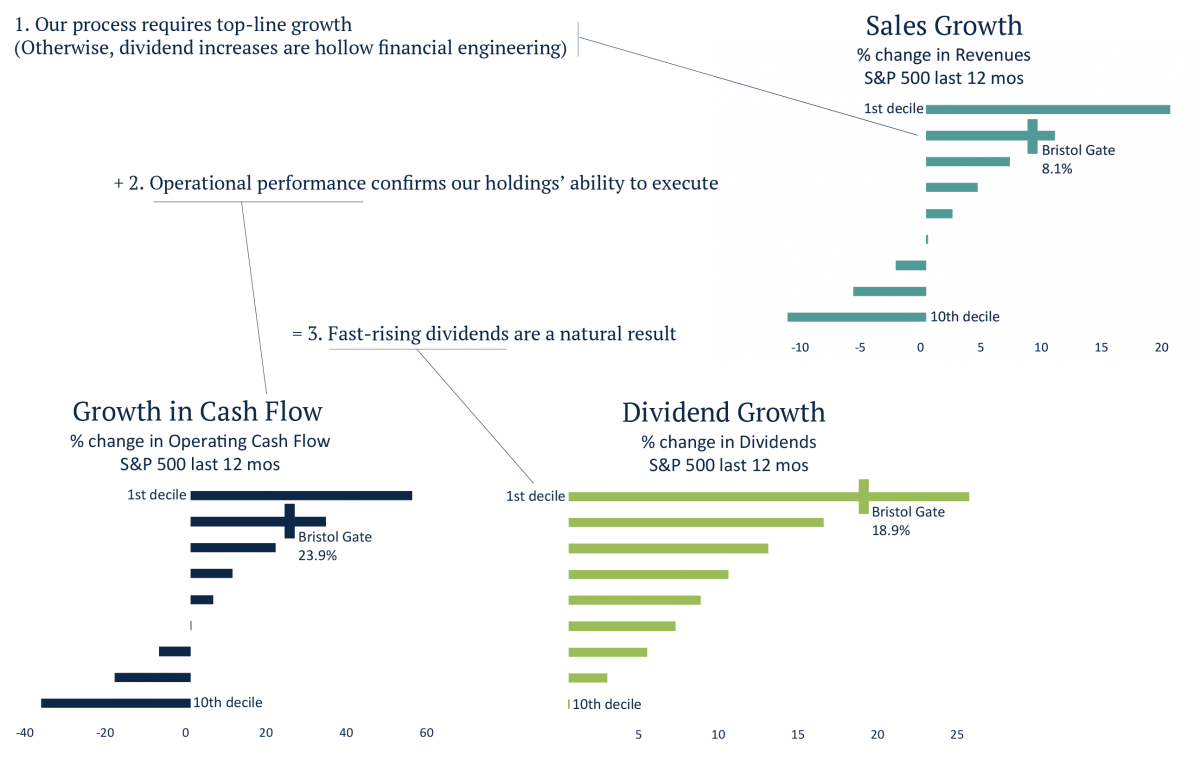 1. Our process requires top-line growth
(Otherwise, dividend increases are hollow financial engineering)
Sales Growth
% change in Revenues
S&P 500 last 12 mos
1st decile
Bristol Gate
8.1%
10th decile
-10 -5 0 5 10 15 20
+ 2. Operational performance confirms our holdings’ ability to execute
= 3. Fast-rising dividends are a natural result
Growth in Cash Flow
% change in Operating Cash Flow
S&P 500 last 12 mos
1st decile
Bristol Gate
23.9%
10th decile
-40 -20 0 20 40 60
Dividend Growth
% change in Dividends
S&P 500 last 12 mos
1st decile
Bristol Gate
18.9%
10th decile
5 10 15 20 25